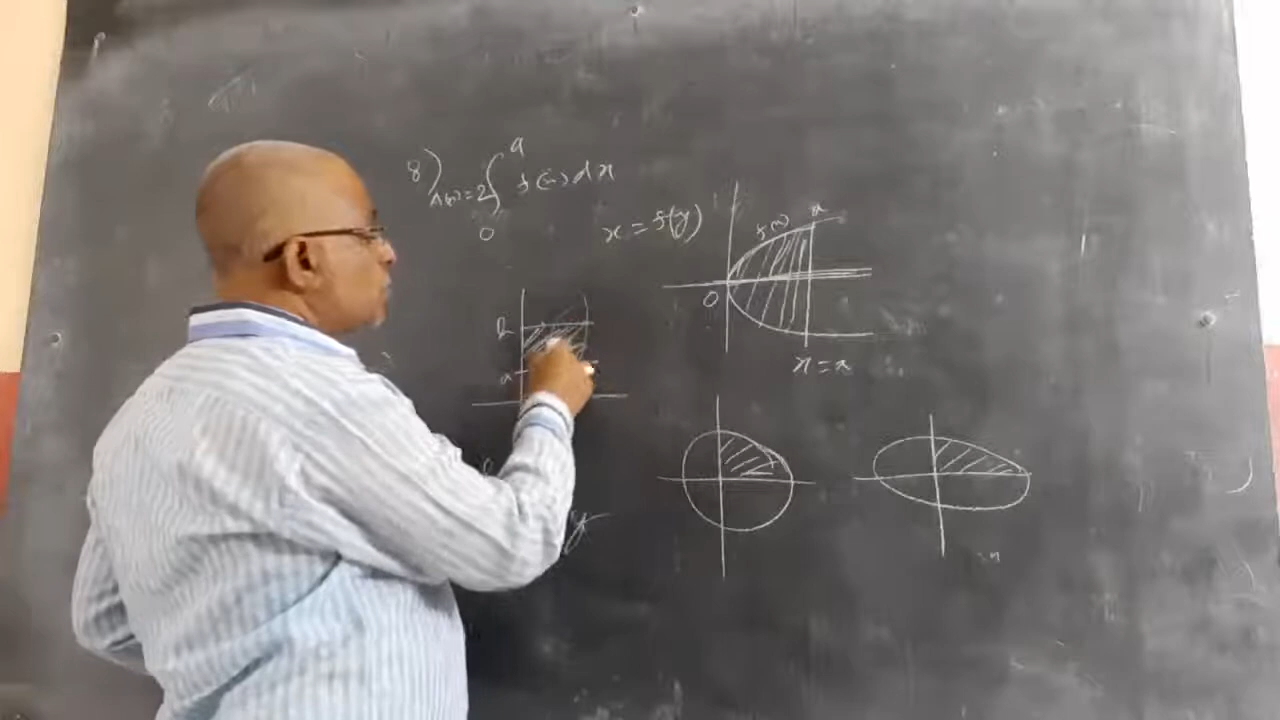 8)
A(x)=2∫₀ᵃ f(x) dx
x = f(y)
f(x)
0
x = a
b
a